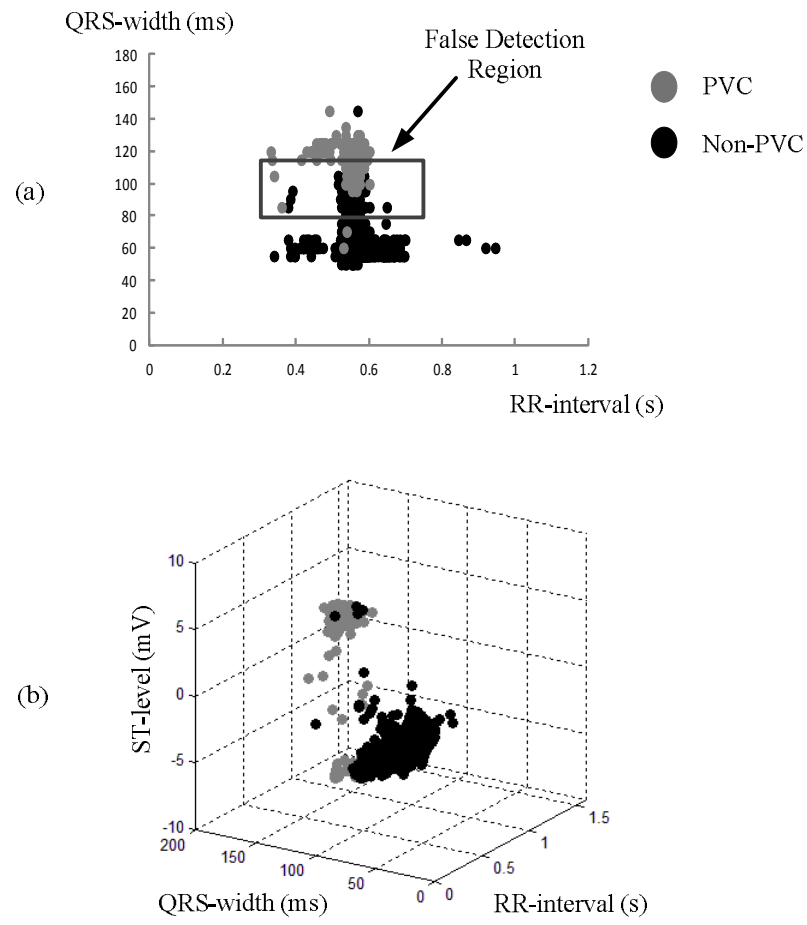 (a)
QRS-width (ms)
180
160
140
120
100
80
60
40
20
0
0
0.2
0.4
0.6
0.8
1
1.2
RR-interval (s)
False Detection
Region
PVC
Non-PVC
(b)
ST-level (mV)
10
5
0
-5
-10
200
150
100
50
0
QRS-width (ms)
0
0.5
1
1.5
RR-interval (s)